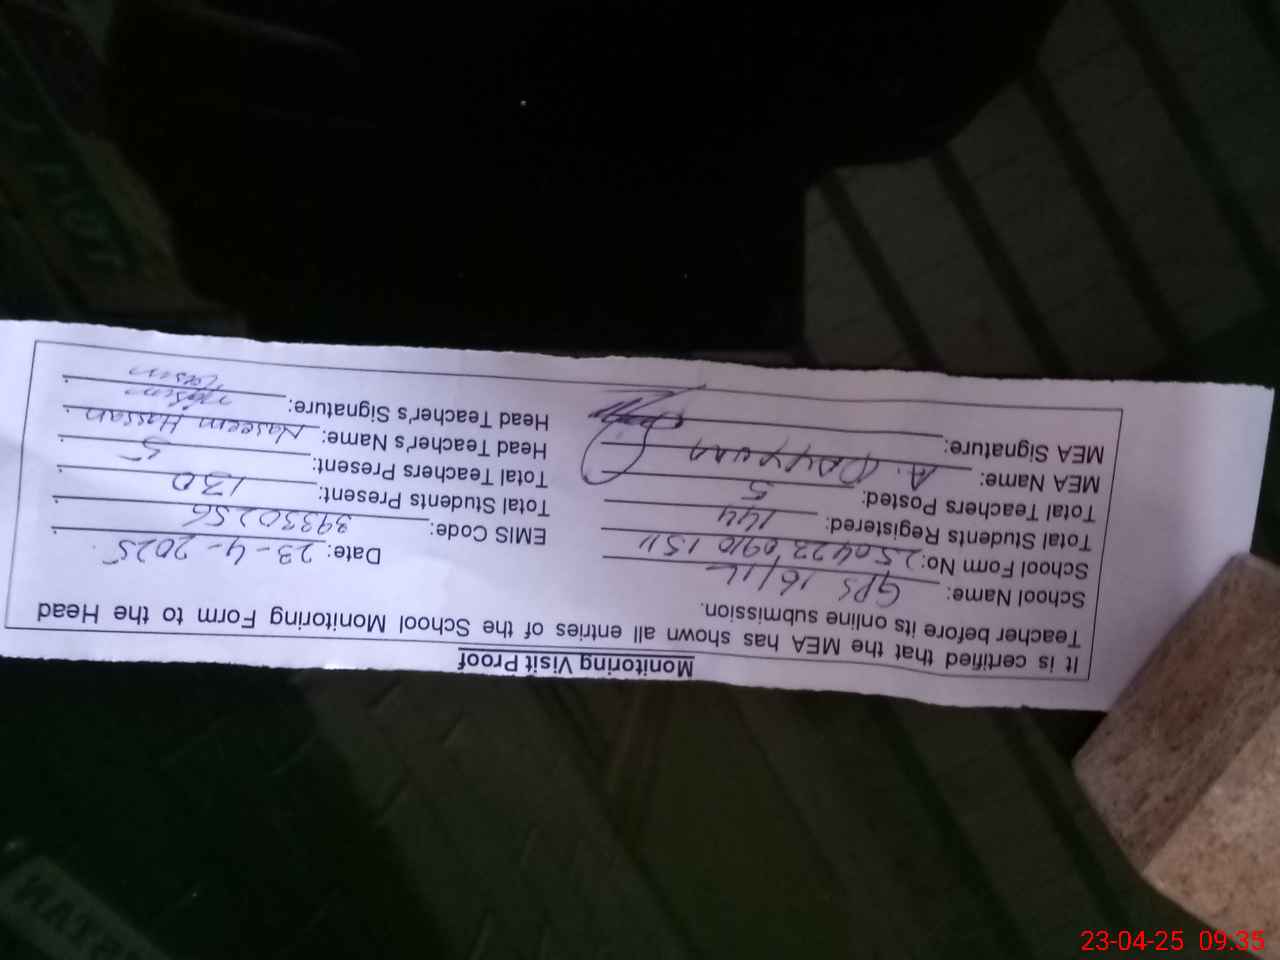 Monitoring Visit Proof
It is certified that the MEA has shown all entries of the School Monitoring Form to the Head
Teacher before its online submission.
School Name: GPS 16/1L Date: 23-4-2025
School Form No: 250423 0910 1511 EMIS Code: 39330256
Total Students Registered: 144 Total Students Present: 130
Total Teachers Posted: 5 Total Teachers Present: 5
MEA Name: A. Qayyum Head Teacher's Name: Naseem Hassan
MEA Signature: Head Teacher's Signature:
23-04-25 09:35